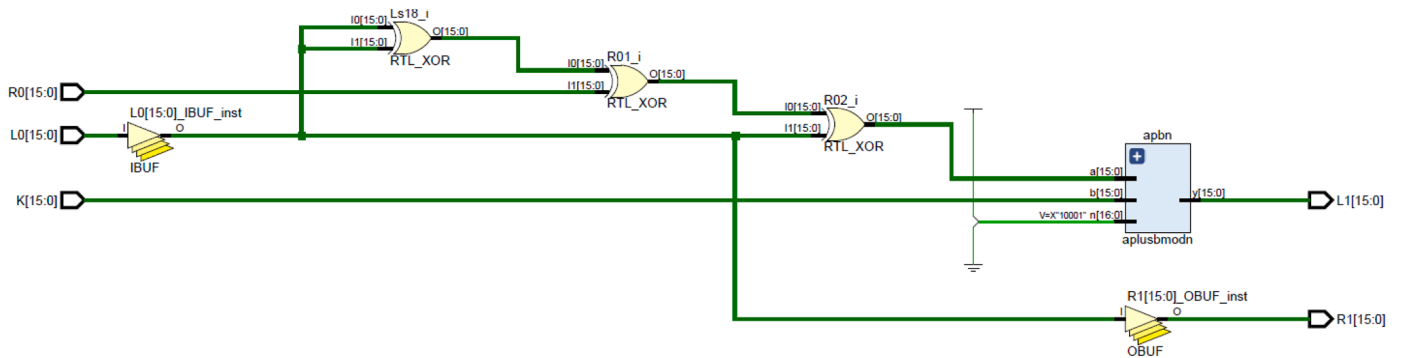 Ls18_i
I0[15:0]
O[15:0]
I1[15:0]
RTL_XOR
R01_i
I0[15:0]
O[15:0]
I1[15:0]
RTL_XOR
R0[15:0]
R02_i
I0[15:0]
O[15:0]
I1[15:0]
RTL_XOR
L0[15:0]_IBUF_inst
L0[15:0]
I
O
IBUF
apbn
a[15:0]
K[15:0]
b[15:0]
y[15:0]
L1[15:0]
V=X"10001" n[16:0]
aplusbmodn
R1[15:0]_OBUF_inst
I
O
R1[15:0]
OBUF